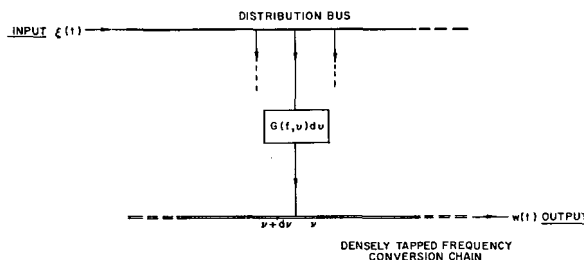 DISTRIBUTION BUS
INPUT ξ(t)
G(f,ν)dν
ν+dν ν
w(t) OUTPUT
DENSELY TAPPED FREQUENCY
CONVERSION CHAIN